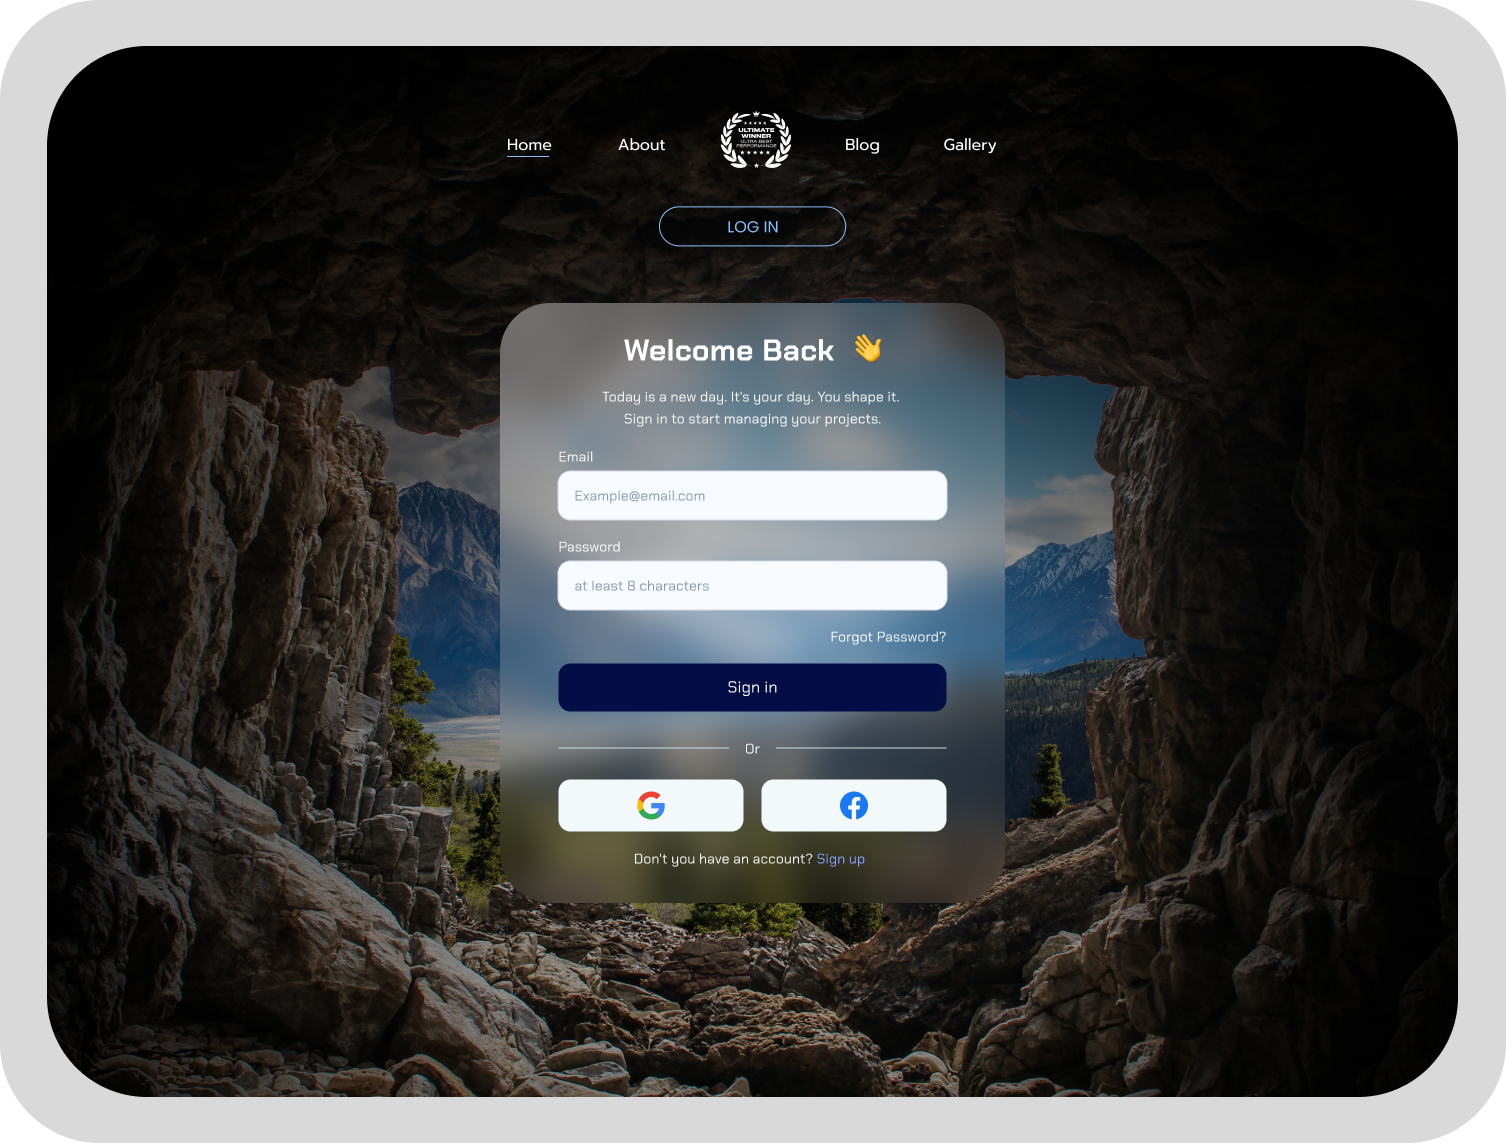 Home
About
ULTIMATE
WINNER
ULTRA BEST
PERFORMANCE
Blog
Gallery
LOG IN
Welcome Back 👋
Today is a new day. It's your day. You shape it.
Sign in to start managing your projects.
Email
Example@email.com
Password
at least 8 characters
Forgot Password?
Sign in
Or
Don't you have an account? Sign up